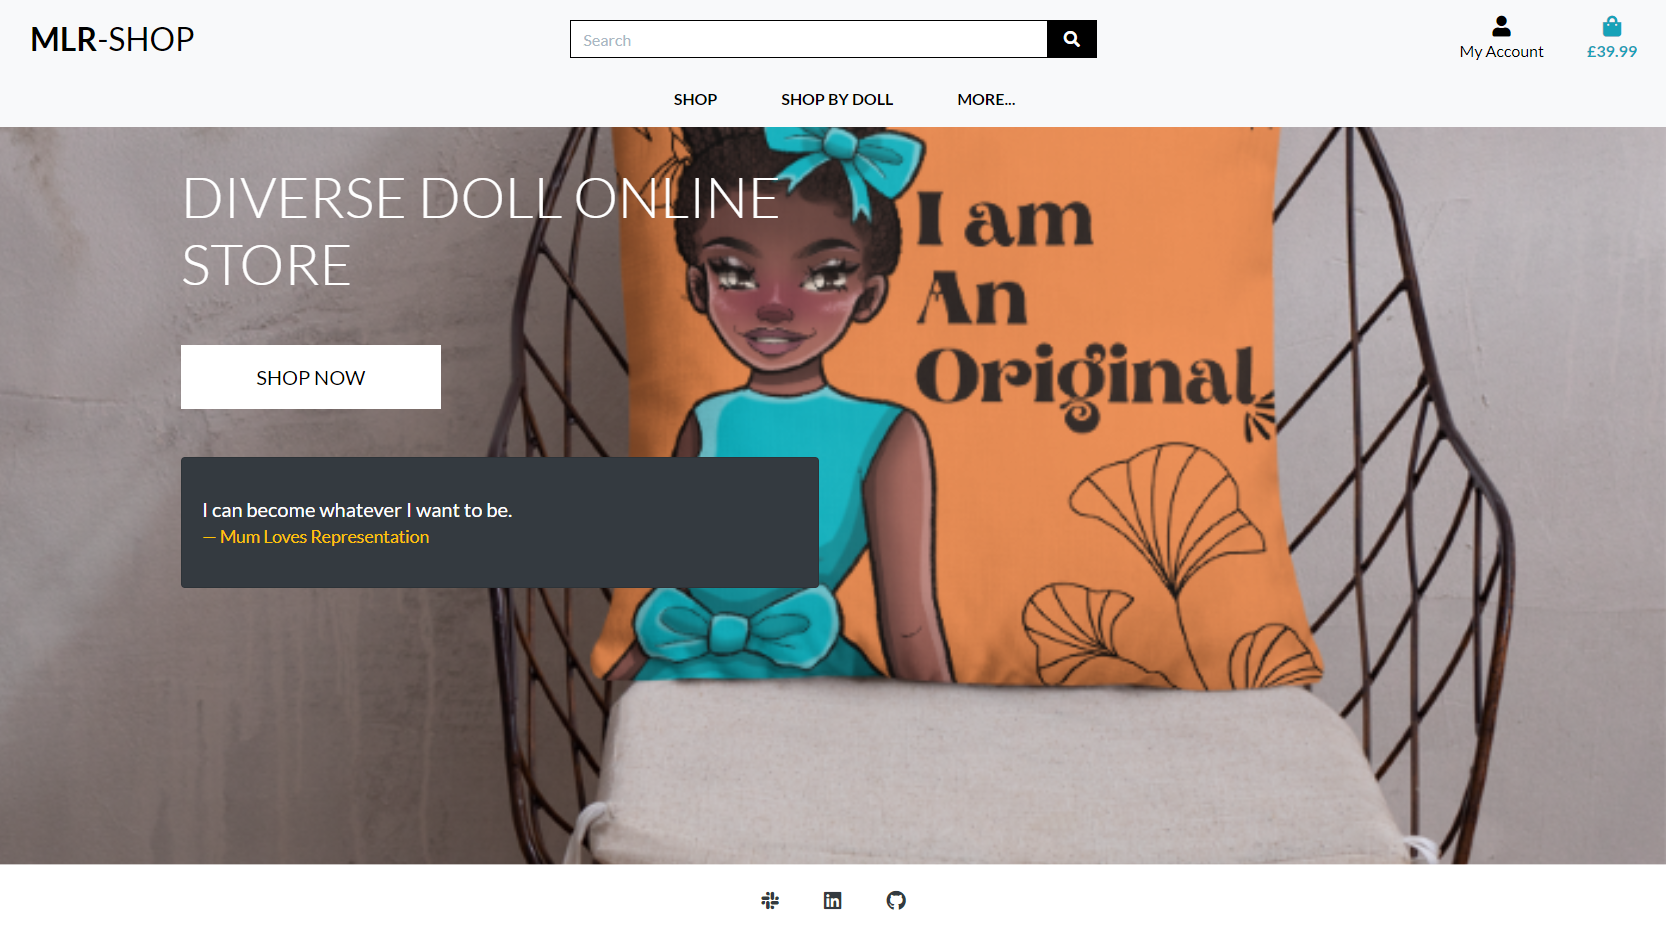 MLR-SHOP
Search
My Account
£39.99
SHOP
SHOP BY DOLL
MORE...
DIVERSE DOLL ONLINE
STORE
SHOP NOW
I can become whatever I want to be.
— Mum Loves Representation
I am
An
Original